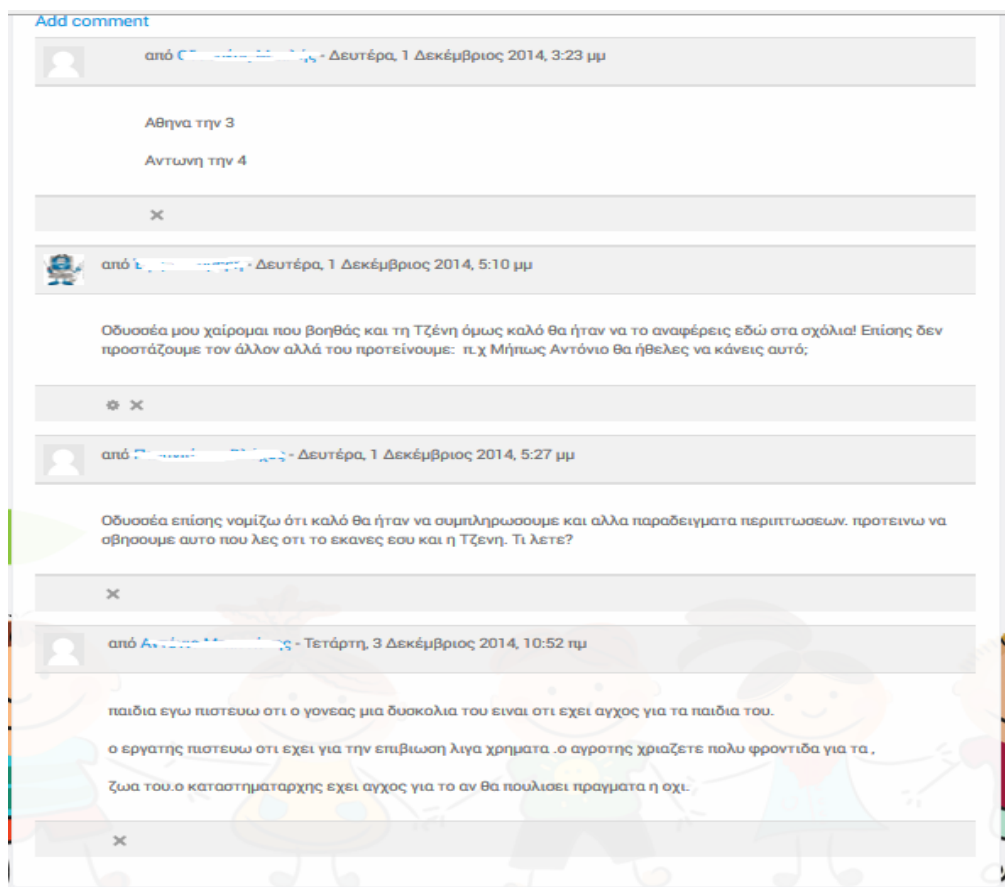 Add comment
από - Δευτέρα, 1 Δεκέμβριος 2014, 3:23 μμ
Αθηνα την 3
Αντωνη την 4
από - Δευτέρα, 1 Δεκέμβριος 2014, 5:10 μμ
Οδυσσέα μου χαίρομαι που βοηθάς και τη Τζένη όμως καλό θα ήταν να το αναφέρεις εδώ στα σχόλια! Επίσης δεν
προστάζουμε τον άλλον αλλά του προτείνουμε: π.χ Μήπως Αντόνιο θα ήθελες να κάνεις αυτό;
από - Δευτέρα, 1 Δεκέμβριος 2014, 5:27 μμ
Οδυσσέα επίσης νομίζω ότι καλό θα ήταν να συμπληρωσουμε και αλλα παραδειγματα περιπτωσεων. προτεινω να
σβησουμε αυτο που λες οτι το εκανες εσυ και η Τζενη. Τι λετε?
από - Τετάρτη, 3 Δεκέμβριος 2014, 10:52 πμ
παιδια εγω πιστευω οτι ο γονεας μια δυσκολια του ειναι οτι εχει αγχος για τα παιδια του.
ο εργατης πιστευω οτι εχει για την επιβιωση λιγα χρηματα .ο αγροτης χριαζετε πολυ φροντιδα για τα ,
ζωα του.ο καταστηματαρχης εχει αγχος για το αν θα πουλισει πραγματα η οχι.